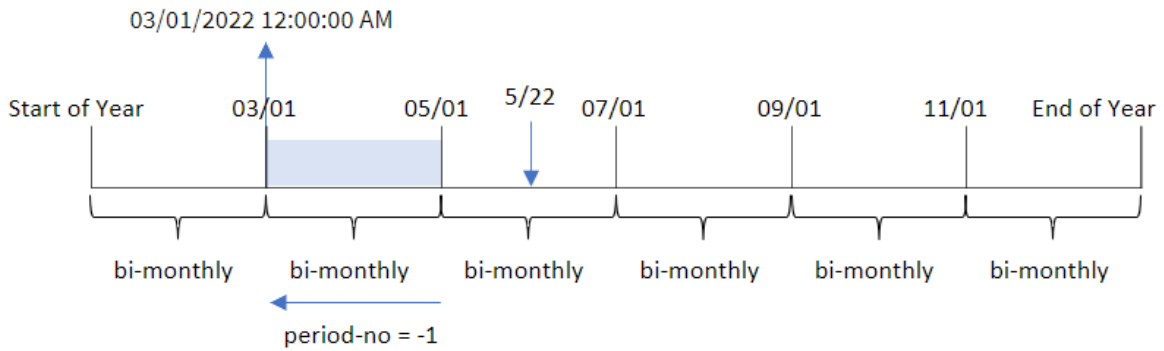 03/01/2022 12:00:00 AM
Start of Year 03/01 05/01 5/22 07/01 09/01 11/01 End of Year
bi-monthly bi-monthly bi-monthly bi-monthly bi-monthly bi-monthly
period-no = -1